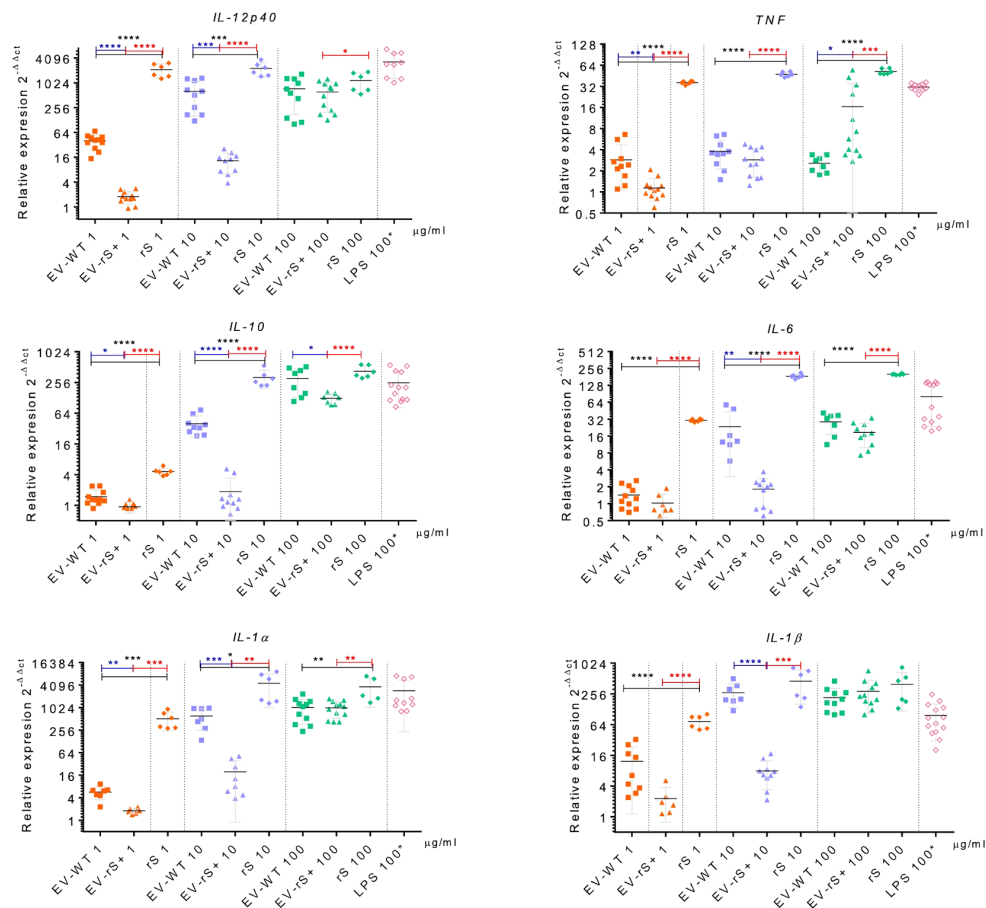 IL-12p40
Relative expresion 2^-ΔΔct
4096
1024
256
64
16
4
1
****
**** ****
***
*** ****
*
EV-WT 1
EV-rS+ 1
rS 1
EV-WT 10
EV-rS+ 10
rS 10
EV-WT 100
EV-rS+ 100
rS 100
LPS 100*
µg/ml
TNF
Relative expresion 2^-ΔΔct
128
64
32
16
8
4
2
1
0.5
****
** ****
**** ****
****
* ***
EV-WT 1
EV-rS+ 1
rS 1
EV-WT 10
EV-rS+ 10
rS 10
EV-WT 100
EV-rS+ 100
rS 100
LPS 100*
µg/ml
IL-10
Relative expresion 2^-ΔΔct
1024
256
64
16
4
1
****
* ****
****
**** ****
* ****
EV-WT 1
EV-rS+ 1
rS 1
EV-WT 10
EV-rS+ 10
rS 10
EV-WT 100
EV-rS+ 100
rS 100
LPS 100*
µg/ml
IL-6
Relative expresion 2^-ΔΔct
512
256
128
64
32
16
8
4
2
1
0.5
**** ****
** **** ****
**** ****
EV-WT 1
EV-rS+ 1
rS 1
EV-WT 10
EV-rS+ 10
rS 10
EV-WT 100
EV-rS+ 100
rS 100
LPS 100*
µg/ml
IL-1α
Relative expresion 2^-ΔΔct
16384
4096
1024
256
64
16
4
1
***
** ***
*** * **
** **
EV-WT 1
EV-rS+ 1
rS 1
EV-WT 10
EV-rS+ 10
rS 10
EV-WT 100
EV-rS+ 100
rS 100
LPS 100*
µg/ml
IL-1β
Relative expresion 2^-ΔΔct
1024
256
64
16
4
1
**** ****
**** ***
EV-WT 1
EV-rS+ 1
rS 1
EV-WT 10
EV-rS+ 10
rS 10
EV-WT 100
EV-rS+ 100
rS 100
LPS 100*
µg/ml